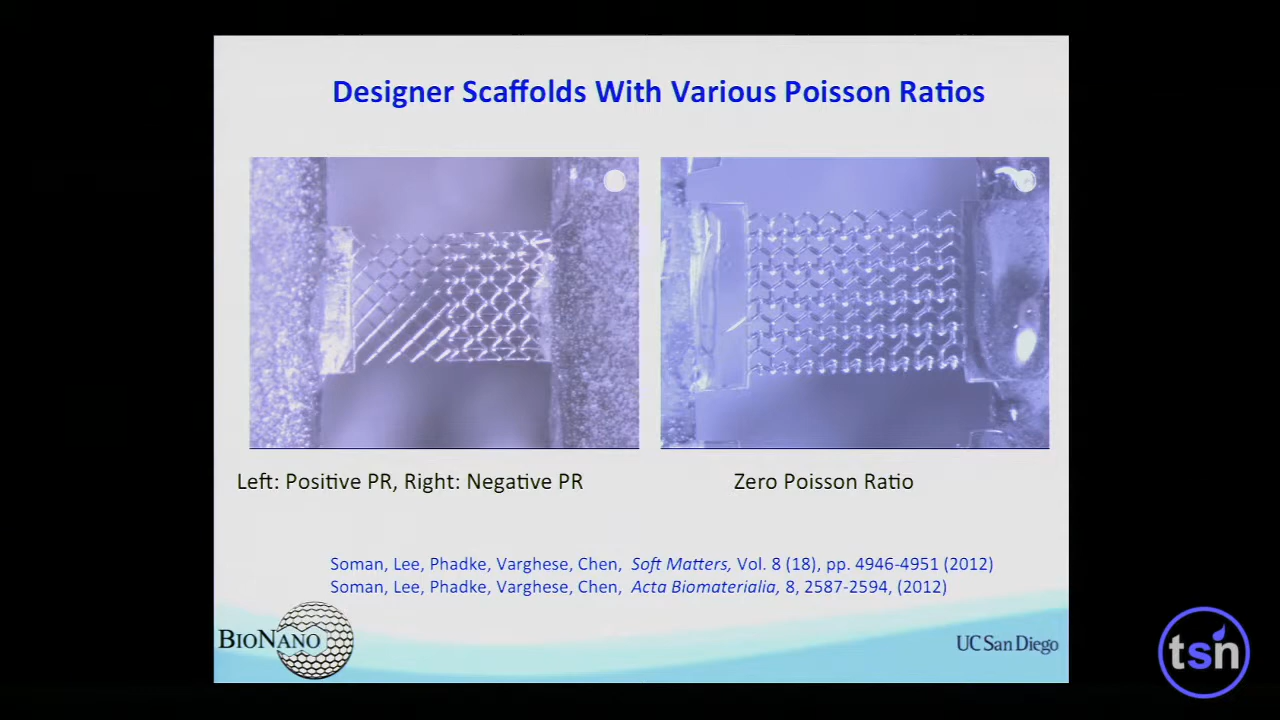 Designer Scaffolds With Various Poisson Ratios
Left: Positive PR, Right: Negative PR
Zero Poisson Ratio
Soman, Lee, Phadke, Varghese, Chen, Soft Matters, Vol. 8 (18), pp. 4946-4951 (2012)
Soman, Lee, Phadke, Varghese, Chen, Acta Biomaterialia, 8, 2587-2594, (2012)
BIONANO
UC San Diego
tsn